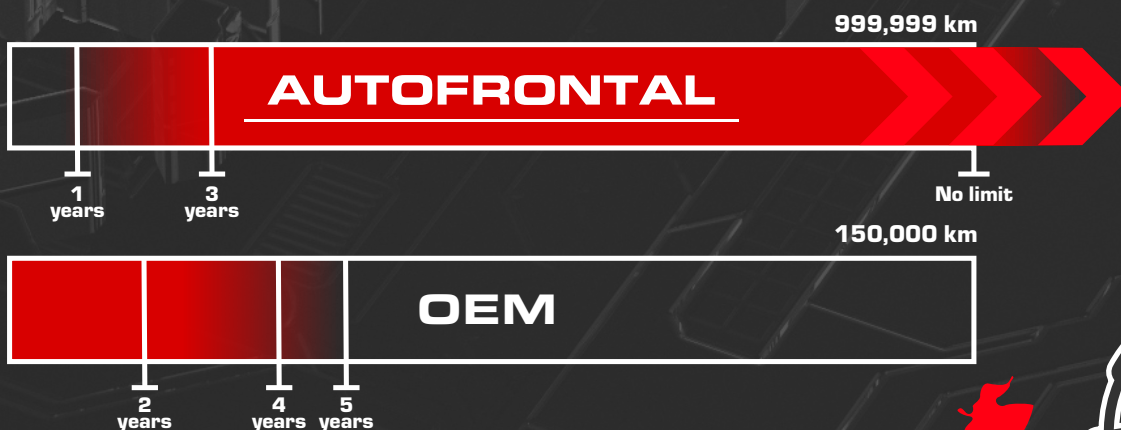 999,999 km
AUTOFRONTAL
1
years
3
years
No limit
150,000 km
OEM
2
years
4
years
5
years